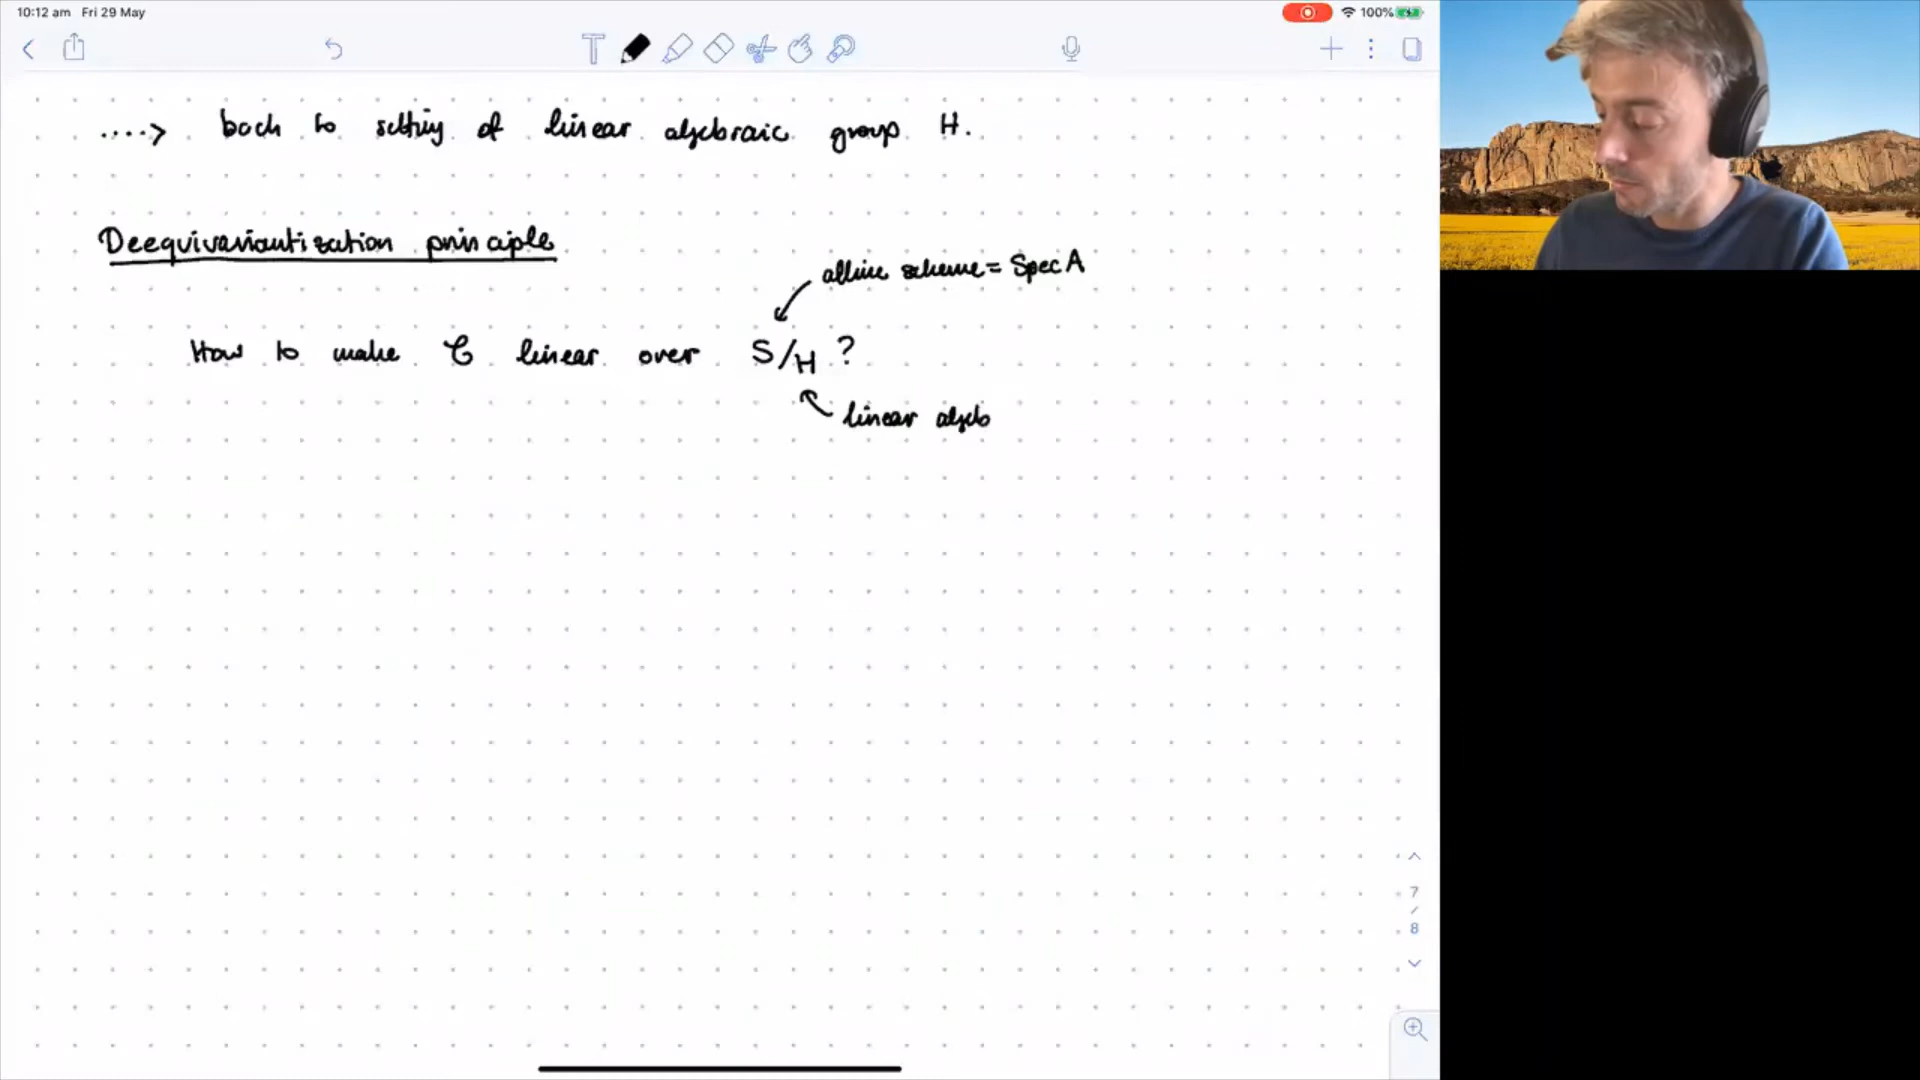 10:12 am Fri 29 May
100%
....> back to setting of linear algebraic group H.
Deequivariantization principle
affine scheme = Spec A
How to make C linear over S/H ?
linear algeb
7
/
8